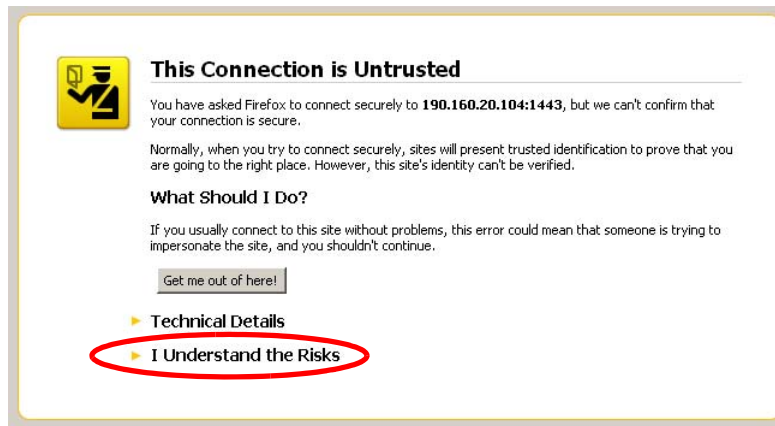 This Connection is Untrusted
You have asked Firefox to connect securely to 190.160.20.104:1443, but we can't confirm that
your connection is secure.
Normally, when you try to connect securely, sites will present trusted identification to prove that you
are going to the right place. However, this site's identity can't be verified.
What Should I Do?
If you usually connect to this site without problems, this error could mean that someone is trying to
impersonate the site, and you shouldn't continue.
Get me out of here!
Technical Details
I Understand the Risks